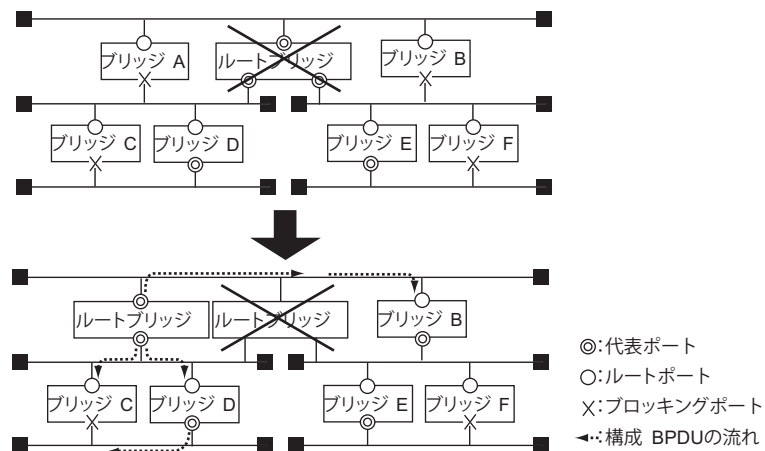 ブリッジ A
ルートブリッジ
ブリッジ B
ブリッジ C
ブリッジ D
ブリッジ E
ブリッジ F
ルートブリッジ
ルートブリッジ
ブリッジ B
ブリッジ C
ブリッジ D
ブリッジ E
ブリッジ F
◎:代表ポート
○:ルートポート
×:ブロッキングポート
:構成 BPDUの流れ